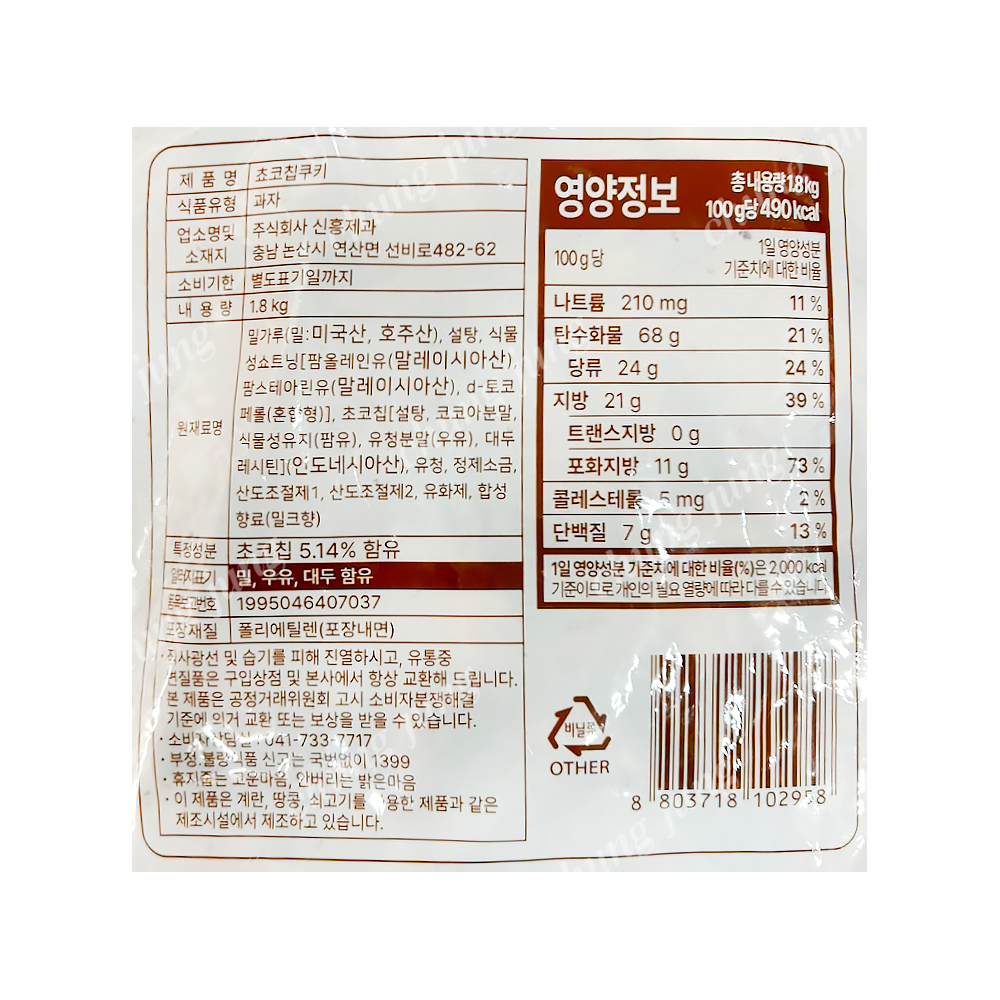 제품명 초코칩쿠키
식품유형 과자
업소명및 소재지 주식회사 신흥제과
충남 논산시 연산면 선비로482-62
소비기한 별도표기일까지
내용량 1.8 kg
원재료명
밀가루(밀:미국산, 호주산), 설탕, 식물
성쇼트닝[팜올레인유(말레이시아산),
팜스테아린유(말레이시아산), d-토코
페롤(혼합형)], 초코칩[설탕, 코코아분말,
식물성유지(팜유), 유청분말(우유), 대두
레시틴](인도네시아산), 유청, 정제소금,
산도조절제1, 산도조절제2, 유화제, 합성
향료(밀크향)
특정성분 초코칩 5.14% 함유
알러지표기 밀, 우유, 대두 함유
품목보고번호 1995046407037
포장재질 폴리에틸렌(포장내면)
· 직사광선 및 습기를 피해 진열하시고, 유통중
변질품은 구입상점 및 본사에서 항상 교환해 드립니다.
본 제품은 공정거래위원회 고시 소비자분쟁해결
기준에 의거 교환 또는 보상을 받을 수 있습니다.
· 소비자상담실 : 041-733-7717
· 부정.불량식품 신고는 국번없이 1399
· 휴지줍는 고운마음, 안버리는 밝은마음
· 이 제품은 계란, 땅콩, 쇠고기를 사용한 제품과 같은
제조시설에서 제조하고 있습니다.
영양정보
총 내용량 1.8kg
100 g당 490 kcal
100 g당
1일 영양성분
기준치에 대한 비율
나트륨 210 mg 11 %
탄수화물 68 g 21 %
당류 24 g 24 %
지방 21 g 39 %
트랜스지방 0 g
포화지방 11 g 73 %
콜레스테롤 5 mg 2 %
단백질 7 g 13 %
1일 영양성분 기준치에 대한 비율(%)은 2,000 kcal
기준이므로 개인의 필요 열량에 따라 다를 수 있습니다.
비닐류
OTHER
8 803718 102958
chung jung